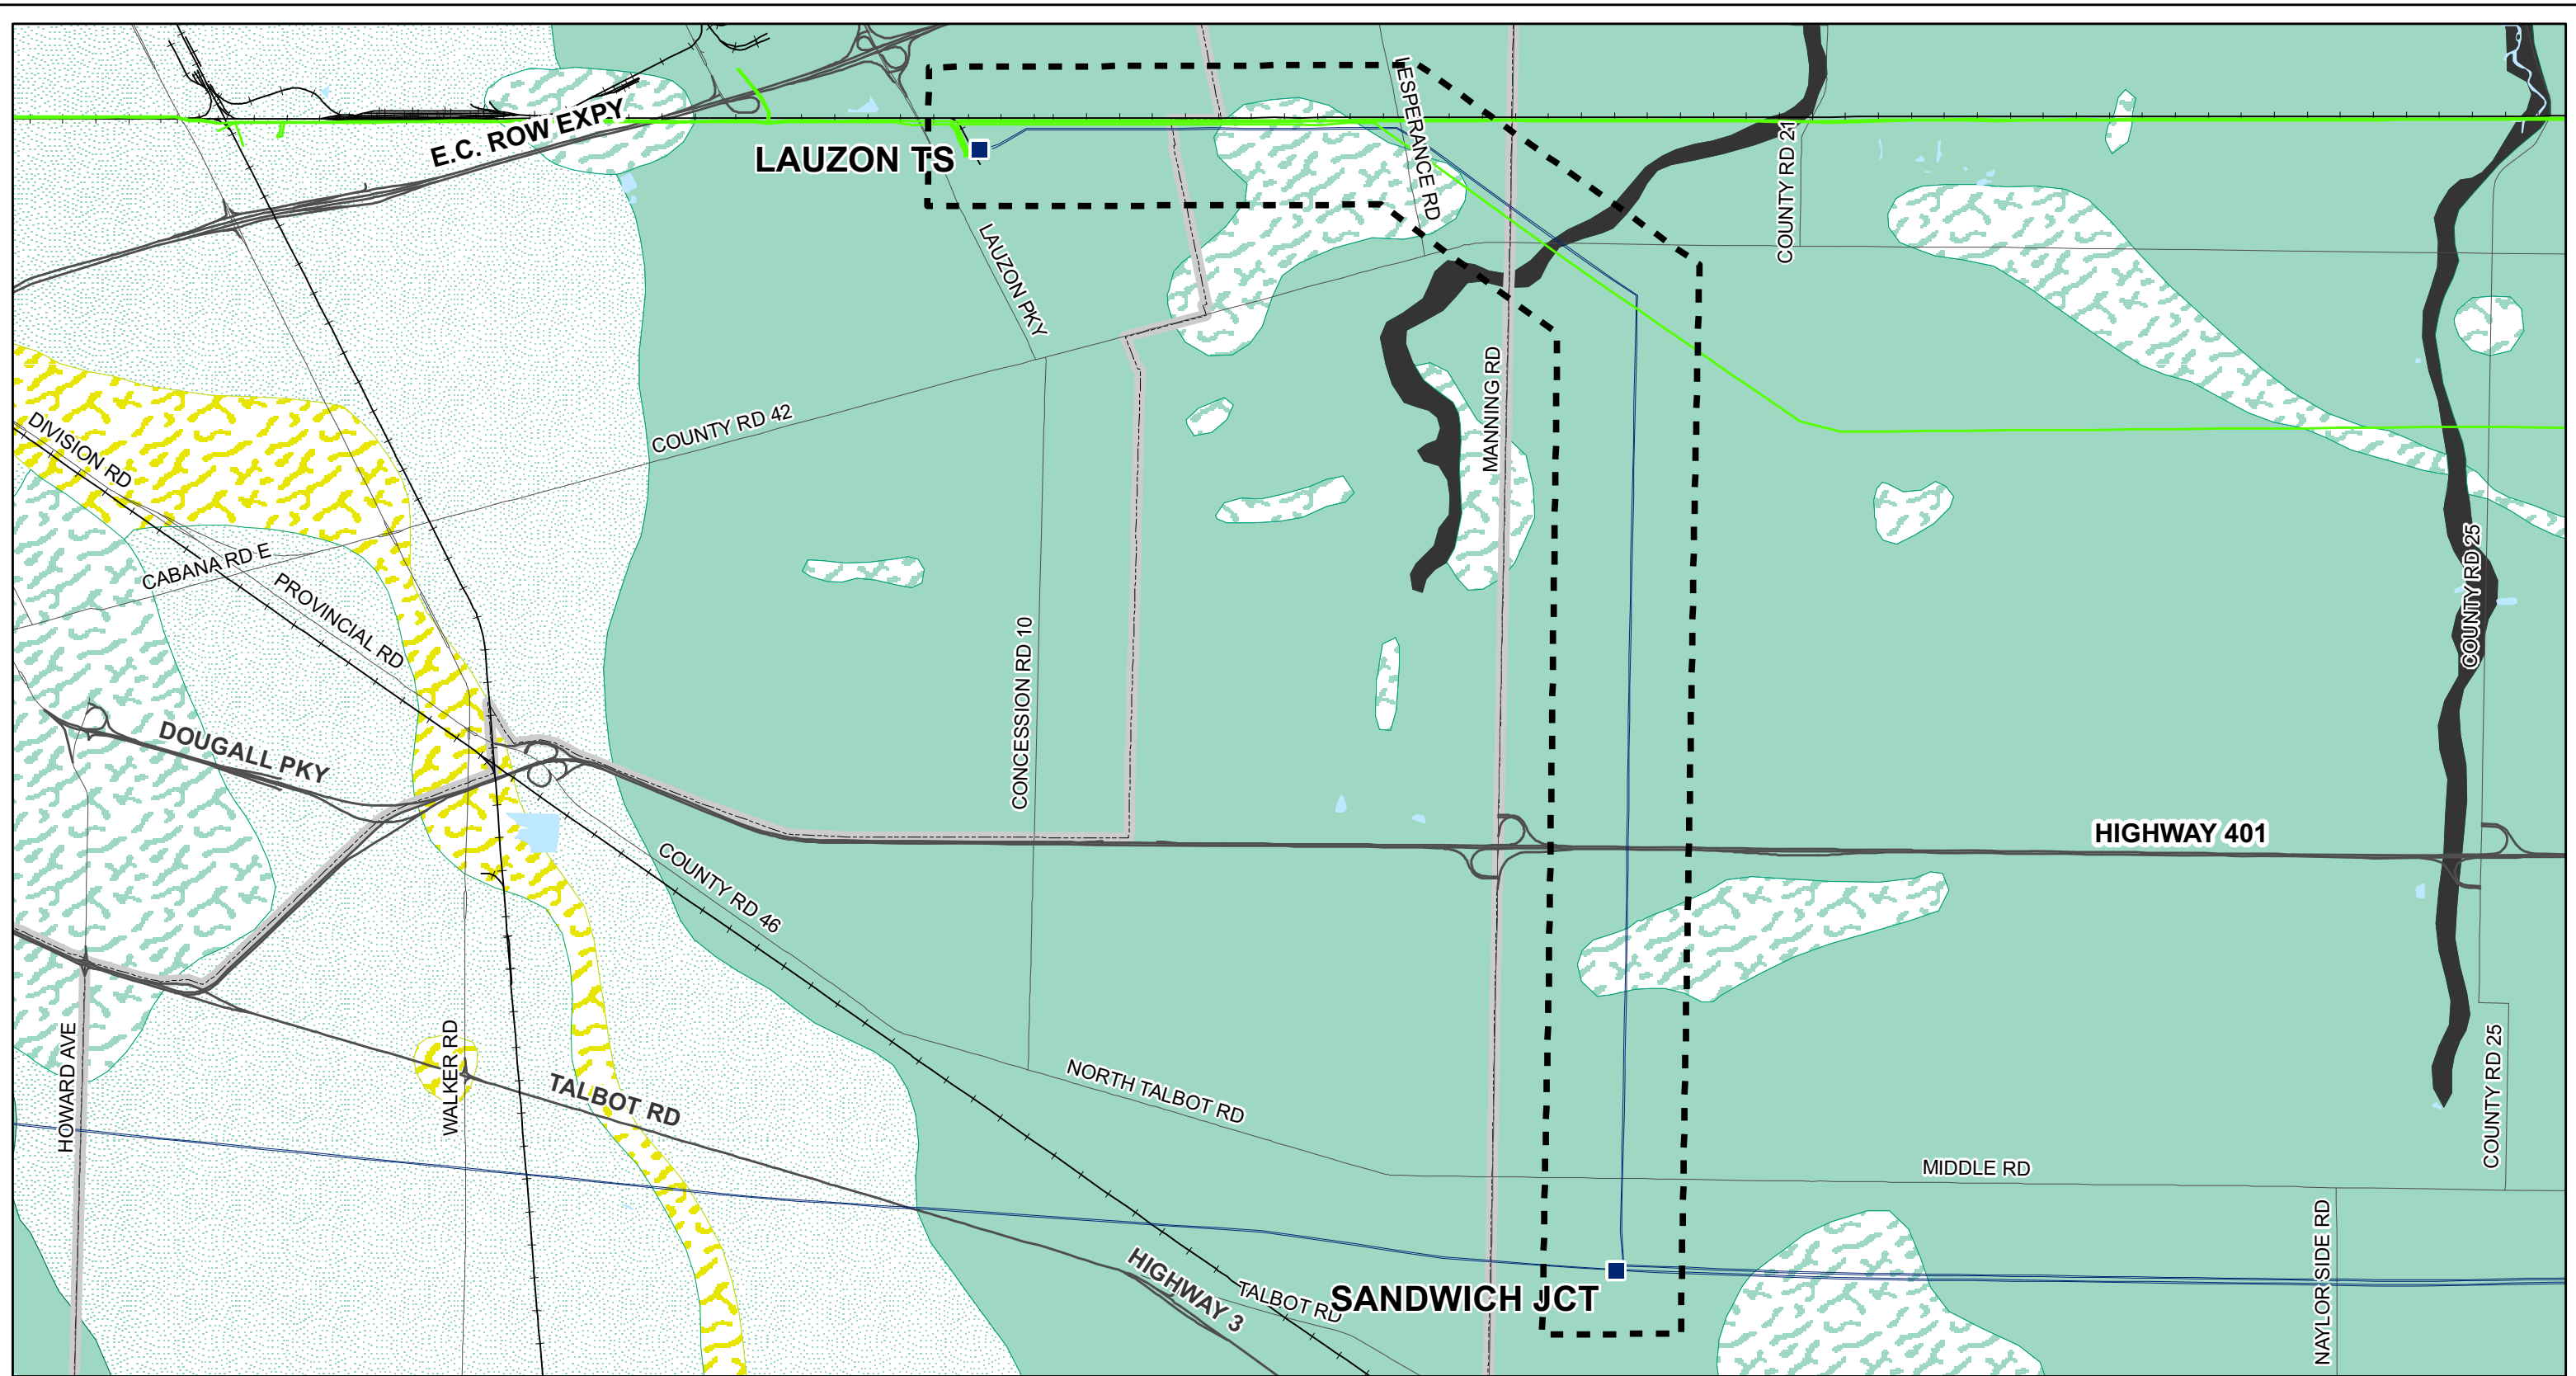 LESPERANCE RD
E.C. ROW EXPY
LAUZON TS
COUNTY RD 21
LAUZON PKY
COUNTY RD 42
MANNING RD
DIVISION RD
CABANA RD E
PROVINCIAL RD
COUNTY RD 25
CONCESSION RD 10
DOUGALL PKY
HIGHWAY 401
COUNTY RD 46
HOWARD AVE
WALKER RD
TALBOT RD
NORTH TALBOT RD
COUNTY RD 25
MIDDLE RD
NAYLOR SIDE RD
HIGHWAY 3
TALBOT RD
SANDWICH JCT